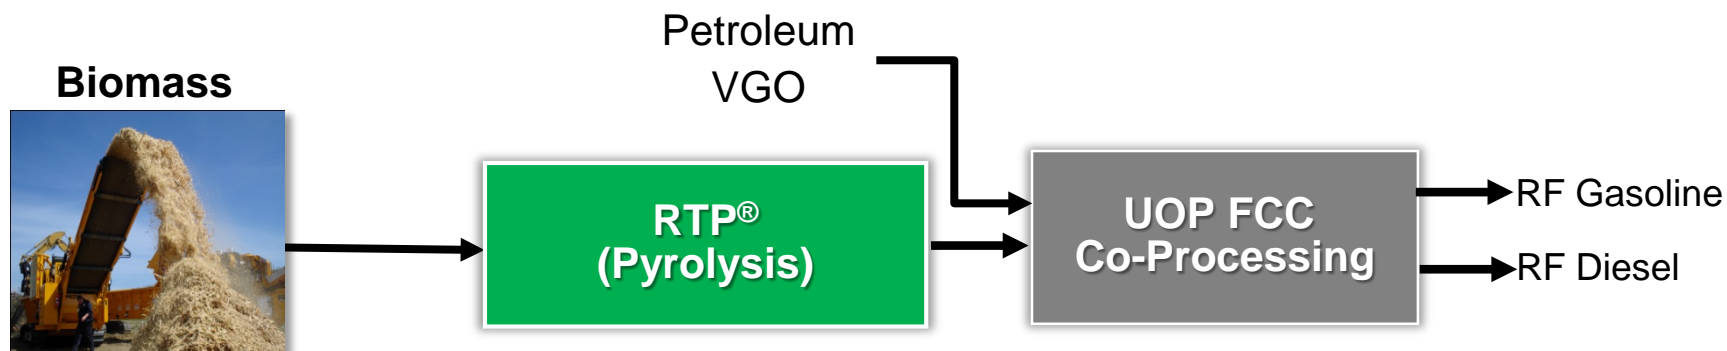 Petroleum
VGO
Biomass
RTP®
(Pyrolysis)
UOP FCC
Co-Processing
RF Gasoline
RF Diesel